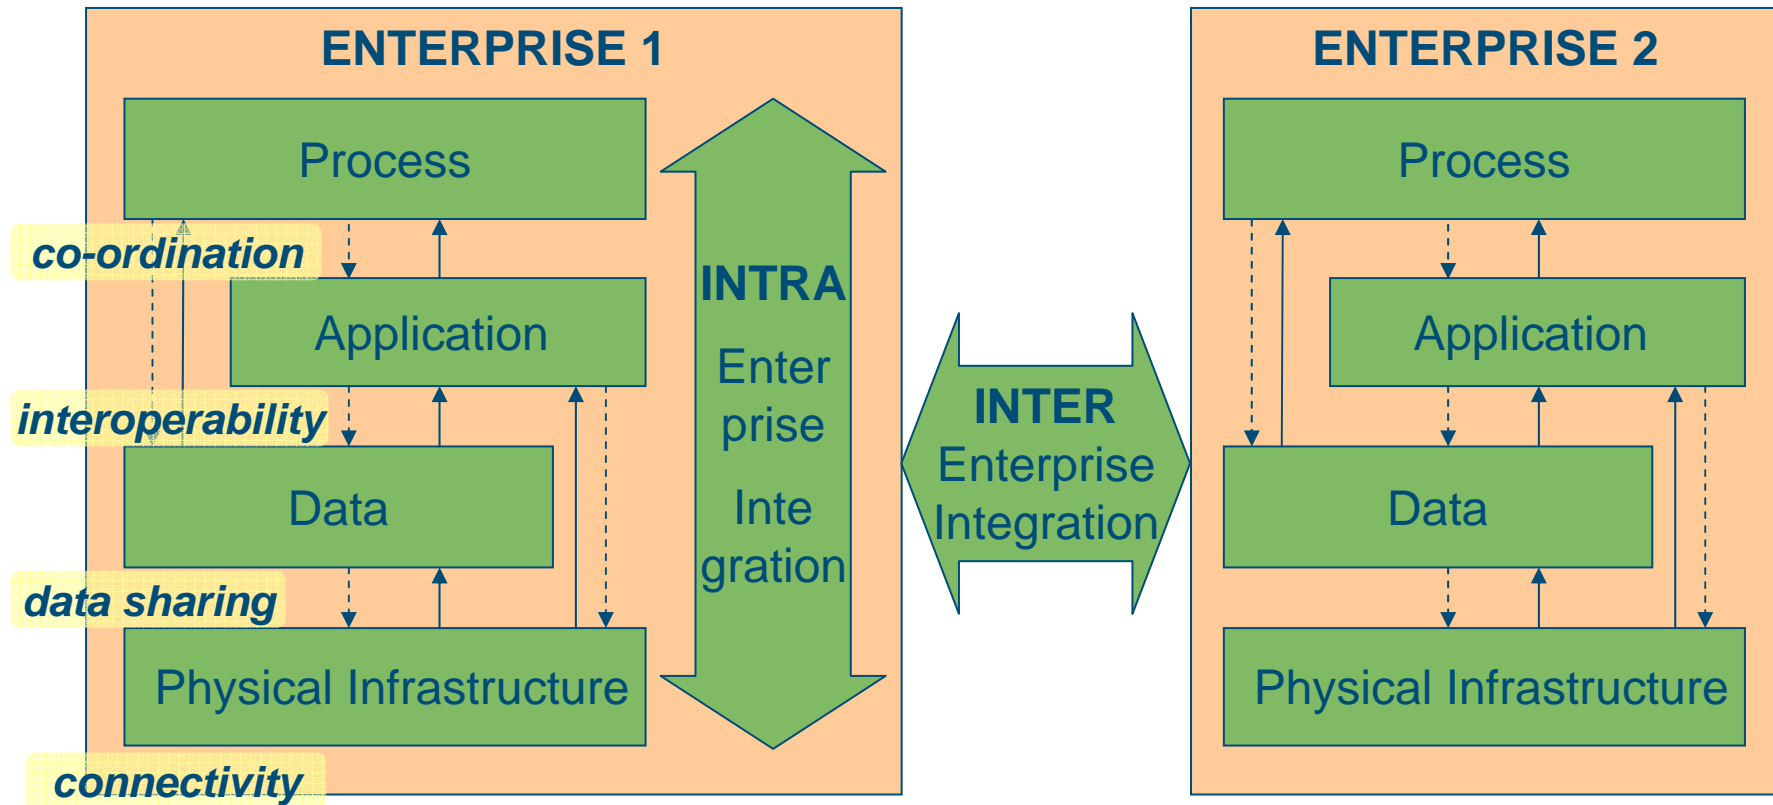 ENTERPRISE 1
Process
co-ordination
Application
interoperability
Data
data sharing
Physical Infrastructure
connectivity
INTRA
Enter
prise
Inte
gration
INTER
Enterprise
Integration
ENTERPRISE 2
Process
Application
Data
Physical Infrastructure